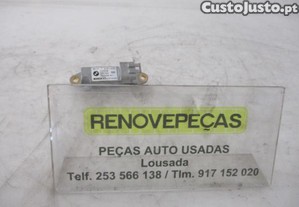 CustoJusto.pt
RENOVEPEÇAS
PEÇAS AUTO USADAS
Lousada
Telf. 253 566 138 / Tlm. 917 152 020